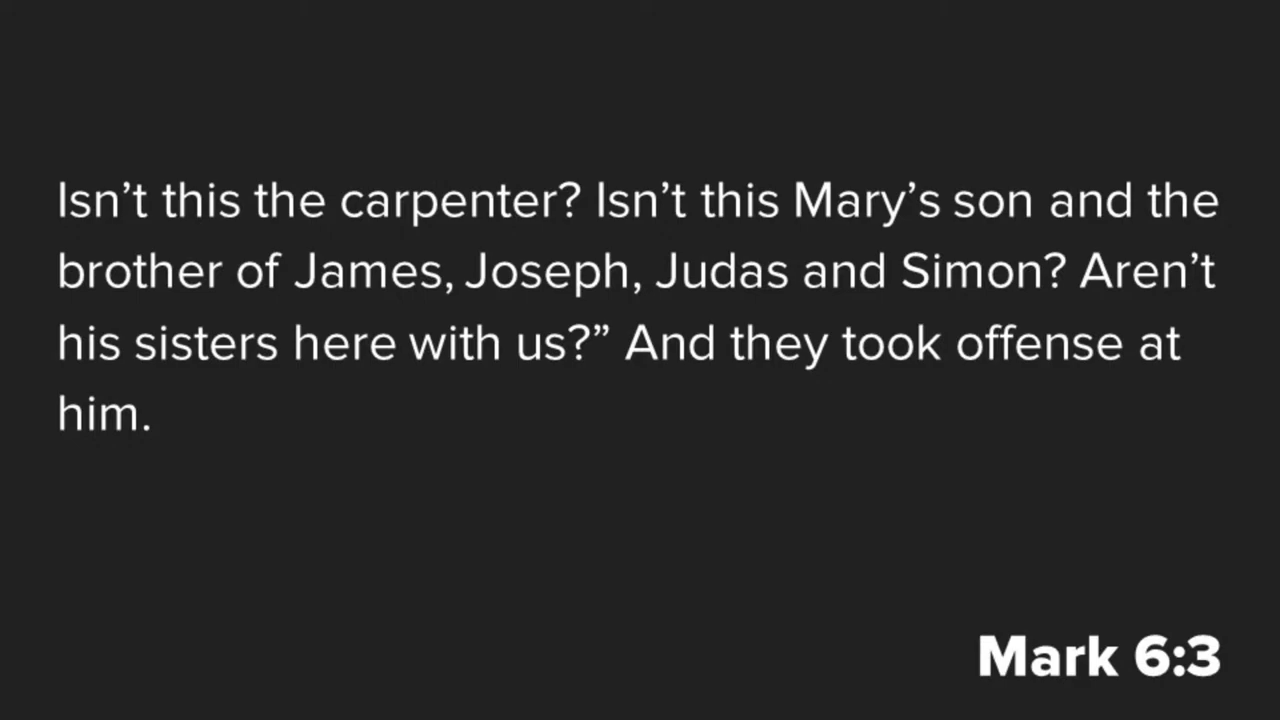 Isn’t this the carpenter? Isn’t this Mary’s son and the
brother of James, Joseph, Judas and Simon? Aren’t
his sisters here with us?” And they took offense at
him.
Mark 6:3